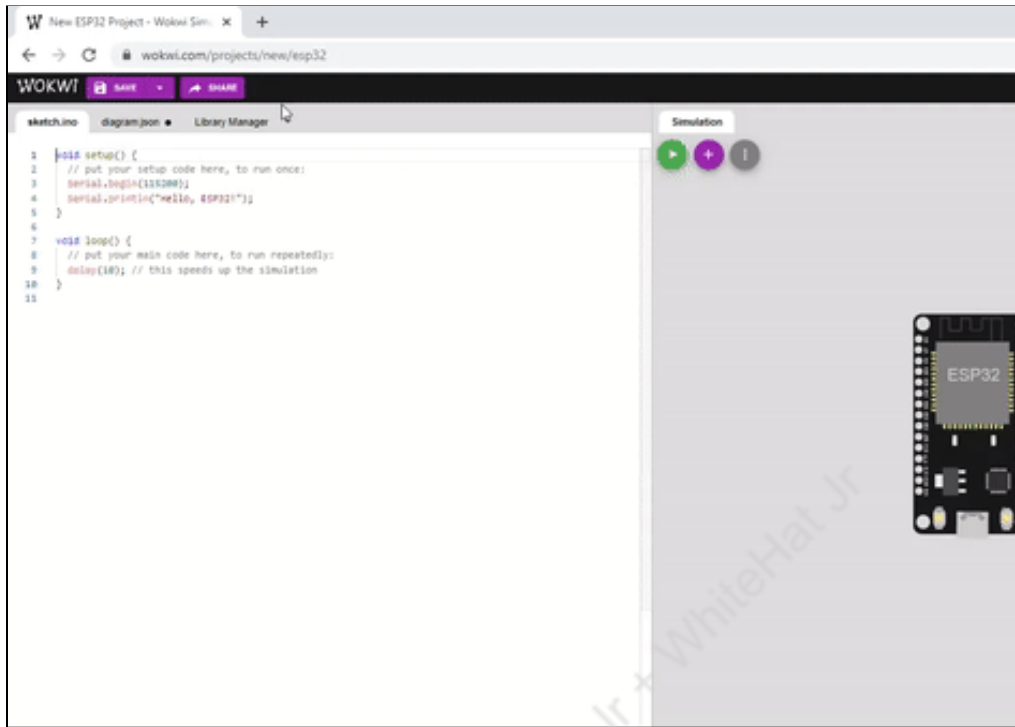 New ESP32 Project - Wokwi Sim
wokwi.com/projects/new/esp32
WOKWI SAVE SHARE
sketch.ino diagram.json Library Manager
Simulation
1 void setup() {
2 // put your setup code here, to run once:
3 Serial.begin(115200);
4 Serial.println("Hello, ESP32!");
5 }
6
7 void loop() {
8 // put your main code here, to run repeatedly:
9 delay(10); // this speeds up the simulation
10 }
11
ESP32
Jr + WhiteHat Jr